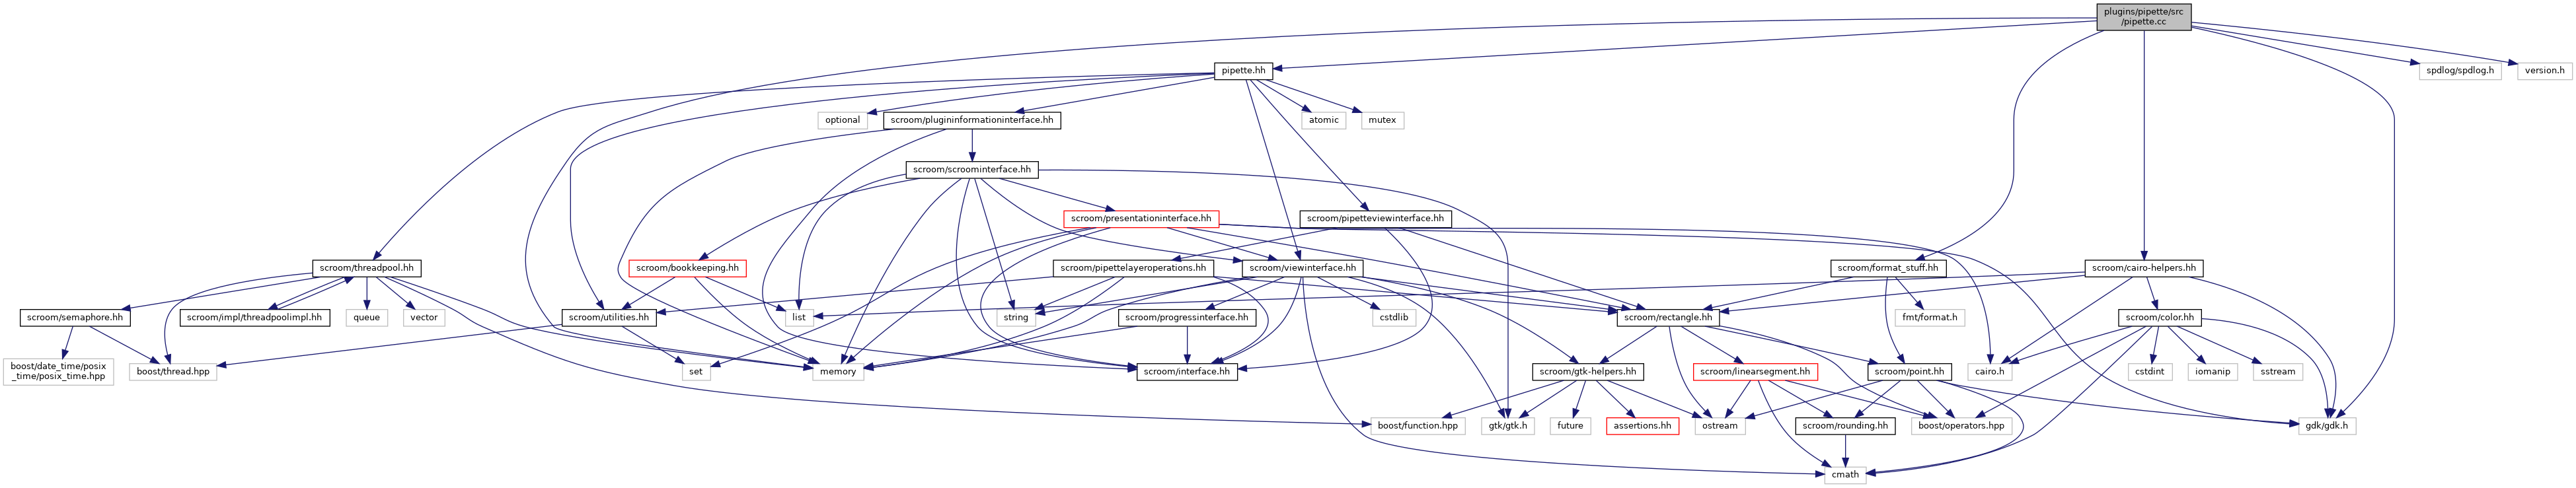 plugins/pipette/src
/pipette.cc
pipette.hh
spdlog/spdlog.h
version.h
optional
scroom/plugininformationinterface.hh
atomic
mutex
scroom/scroominterface.hh
scroom/presentationinterface.hh
scroom/pipetteviewinterface.hh
scroom/threadpool.hh
scroom/bookkeeping.hh
scroom/pipettelayeroperations.hh
scroom/viewinterface.hh
scroom/format_stuff.hh
scroom/cairo-helpers.hh
scroom/semaphore.hh
scroom/impl/threadpoolimpl.hh
queue
vector
scroom/utilities.hh
list
string
scroom/progressinterface.hh
cstdlib
scroom/rectangle.hh
fmt/format.h
scroom/color.hh
boost/date_time/posix
_time/posix_time.hpp
boost/thread.hpp
set
memory
scroom/interface.hh
scroom/gtk-helpers.hh
scroom/linearsegment.hh
scroom/point.hh
cairo.h
cstdint
iomanip
sstream
boost/function.hpp
gtk/gtk.h
future
assertions.hh
ostream
scroom/rounding.hh
boost/operators.hpp
gdk/gdk.h
cmath